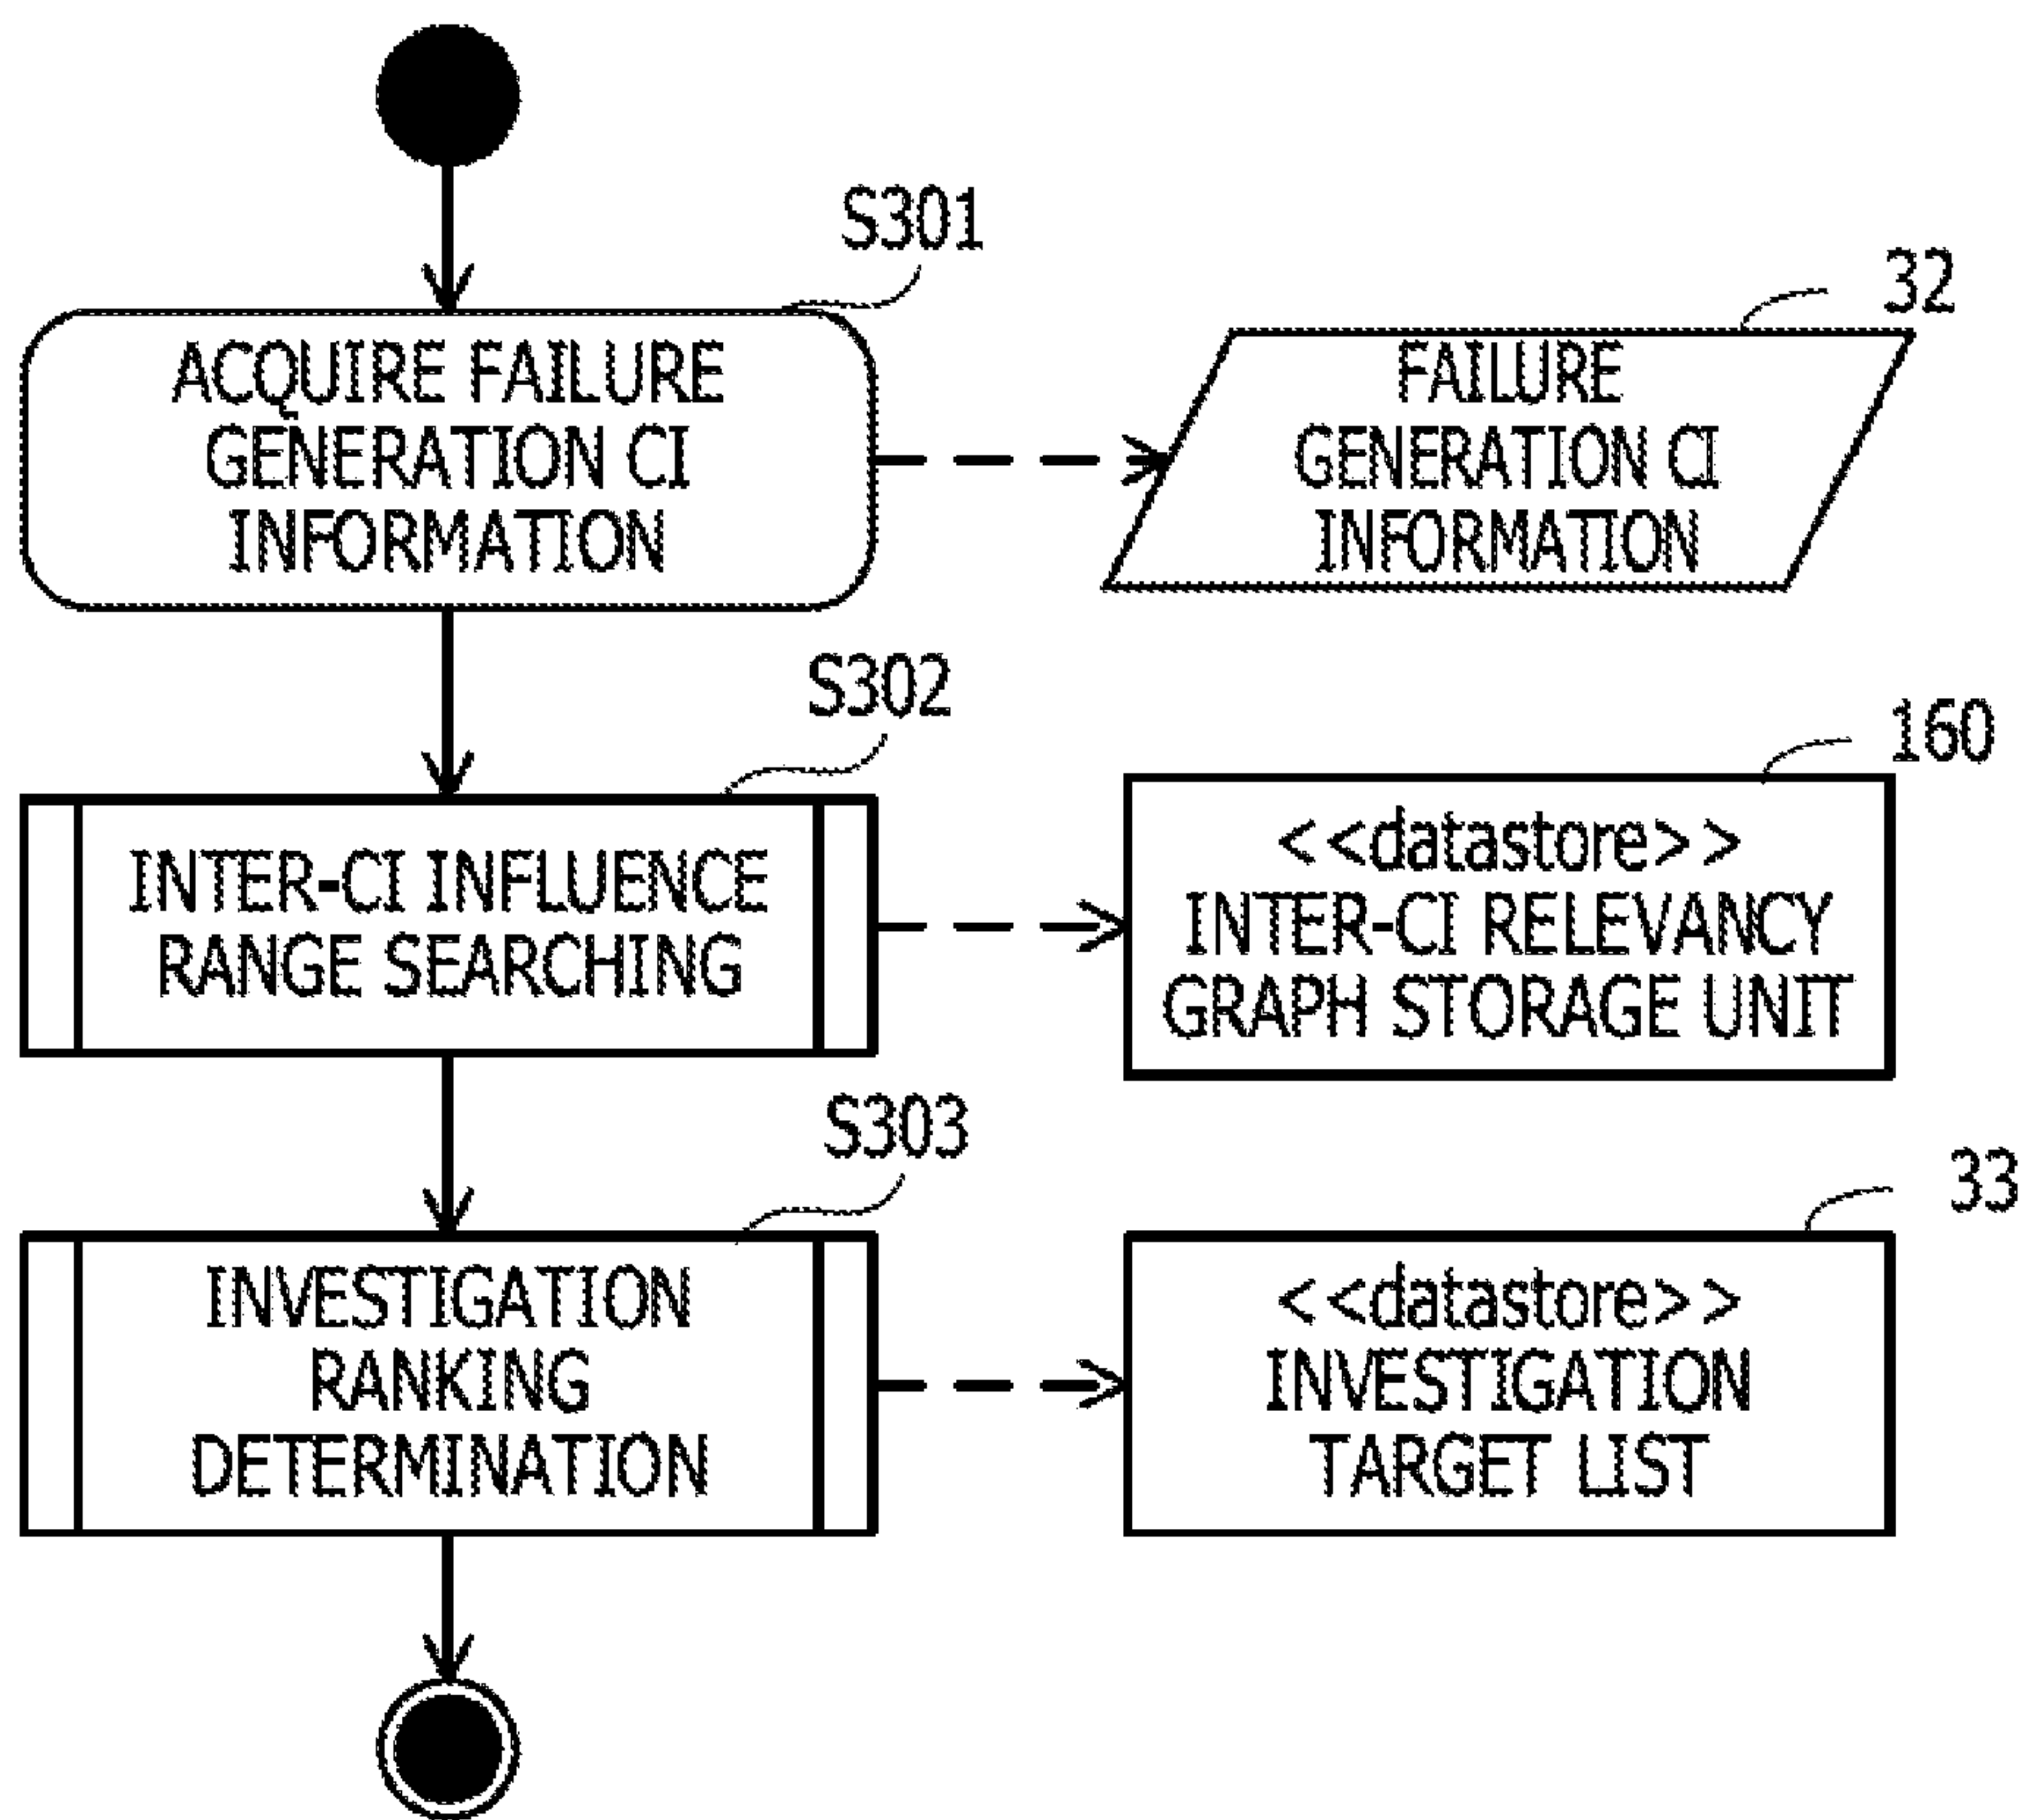 S301
ACQUIRE FAILURE
GENERATION CI
INFORMATION
32
FAILURE
GENERATION CI
INFORMATION
S302
INTER-CI INFLUENCE
RANGE SEARCHING
160
<<datastore>>
INTER-CI RELEVANCY
GRAPH STORAGE UNIT
S303
INVESTIGATION
RANKING
DETERMINATION
33
<<datastore>>
INVESTIGATION
TARGET LIST